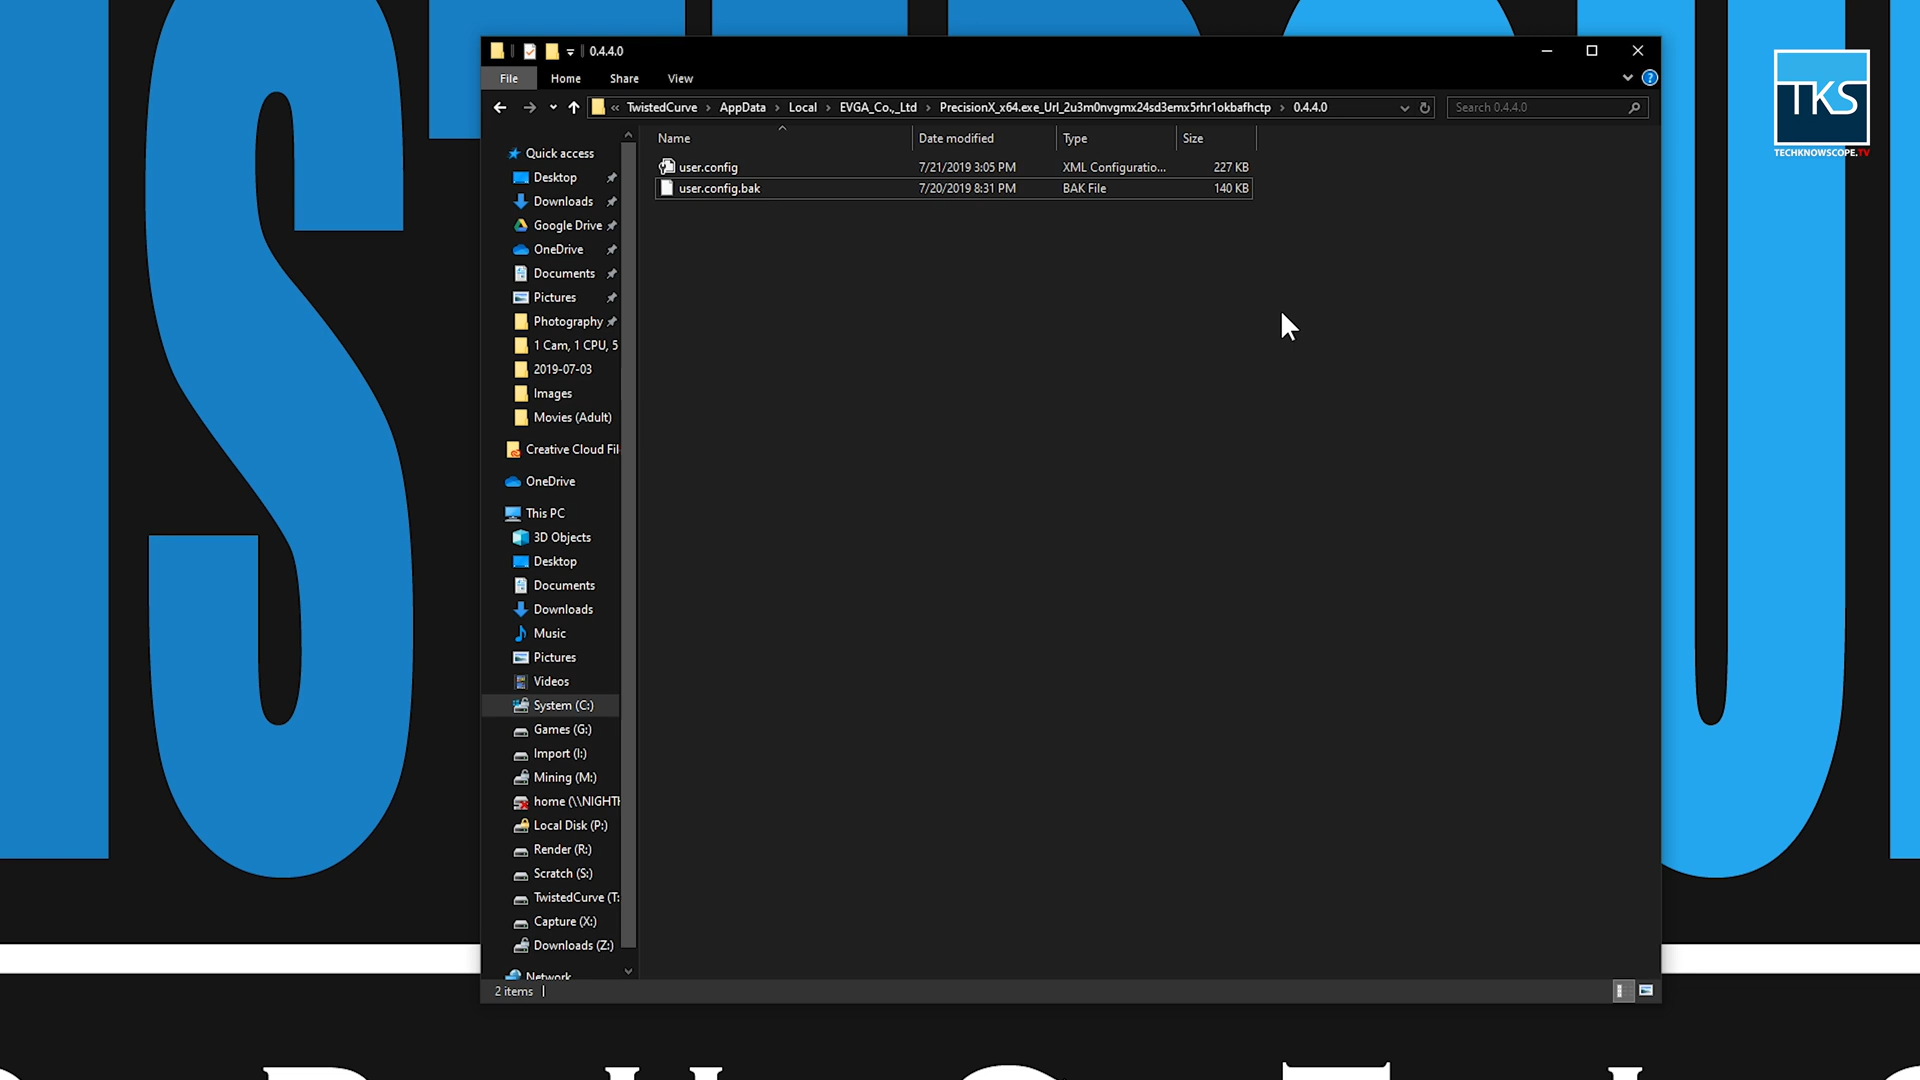 0.4.4.0
File Home Share View
« TwistedCurve > AppData > Local > EVGA_Co.,_Ltd > PrecisionX_x64.exe_Url_2u3m0nvgmx24sd3emx5rhr1okbafhctp > 0.4.4.0
Search 0.4.4.0
TKS
TECHKNOWSCOPE.TV
Name Date modified Type Size
user.config 7/21/2019 3:05 PM XML Configuratio... 227 KB
user.config.bak 7/20/2019 8:31 PM BAK File 140 KB
Quick access
Desktop
Downloads
Google Drive
OneDrive
Documents
Pictures
Photography
1 Cam, 1 CPU, 5
2019-07-03
Images
Movies (Adult)
Creative Cloud Fil
OneDrive
This PC
3D Objects
Desktop
Documents
Downloads
Music
Pictures
Videos
System (C:)
Games (G:)
Import (I:)
Mining (M:)
home (\\NIGHTH
Local Disk (P:)
Render (R:)
Scratch (S:)
TwistedCurve (T:
Capture (X:)
Downloads (Z:)
Network
2 items